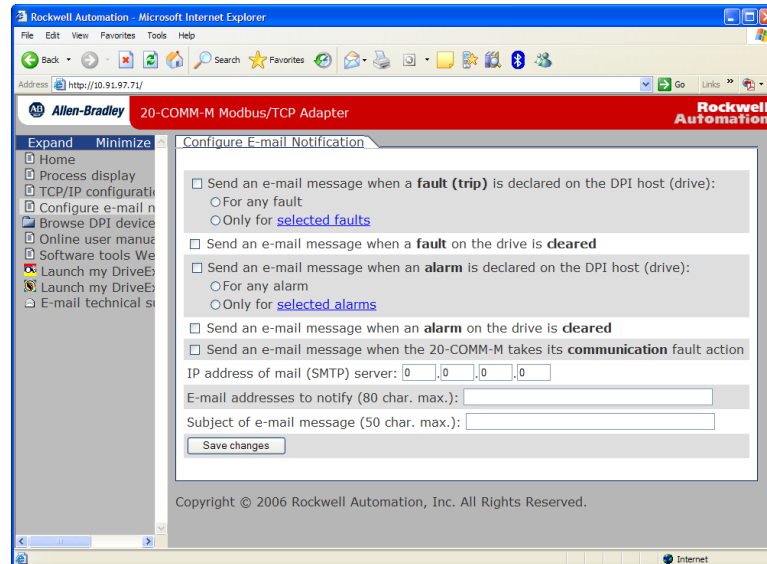 Rockwell Automation - Microsoft Internet Explorer
File Edit View Favorites Tools Help
Back Search Favorites
Address http://10.91.97.71/ Go Links »
AB Allen-Bradley 20-COMM-M Modbus/TCP Adapter Rockwell Automation
Expand Minimize
Home
Process display
TCP/IP configurati
Configure e-mail n
Browse DPI device
Online user manua
Software tools We
Launch my DriveEx
Launch my DriveEx
E-mail technical su
Configure E-mail Notification
Send an e-mail message when a fault (trip) is declared on the DPI host (drive):
For any fault
Only for selected faults
Send an e-mail message when a fault on the drive is cleared
Send an e-mail message when an alarm is declared on the DPI host (drive):
For any alarm
Only for selected alarms
Send an e-mail message when an alarm on the drive is cleared
Send an e-mail message when the 20-COMM-M takes its communication fault action
IP address of mail (SMTP) server: 0 .0 .0 .0
E-mail addresses to notify (80 char. max.):
Subject of e-mail message (50 char. max.):
Save changes
Copyright © 2006 Rockwell Automation, Inc. All Rights Reserved.
Internet